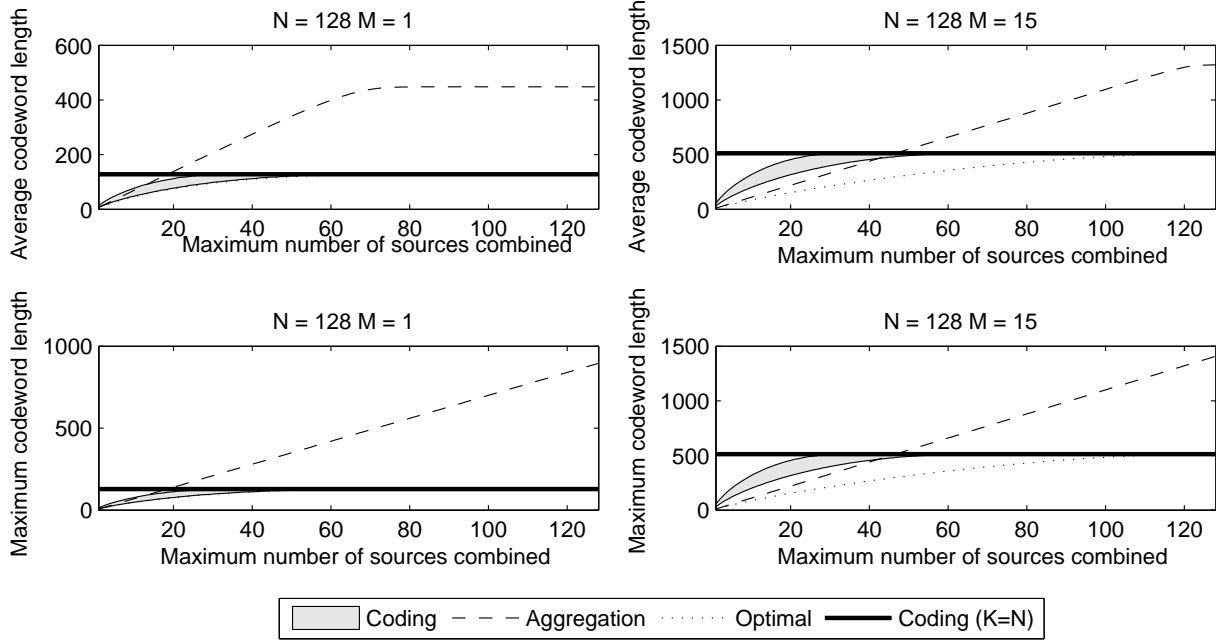 N = 128 M = 1
Average codeword length
600
400
200
0
20 40 60 80 100 120
Maximum number of sources combined
N = 128 M = 15
Average codeword length
1500
1000
500
0
20 40 60 80 100 120
Maximum number of sources combined
N = 128 M = 1
Maximum codeword length
1000
500
0
20 40 60 80 100 120
Maximum number of sources combined
N = 128 M = 15
Maximum codeword length
1500
1000
500
0
20 40 60 80 100 120
Maximum number of sources combined
Coding Aggregation Optimal Coding (K=N)